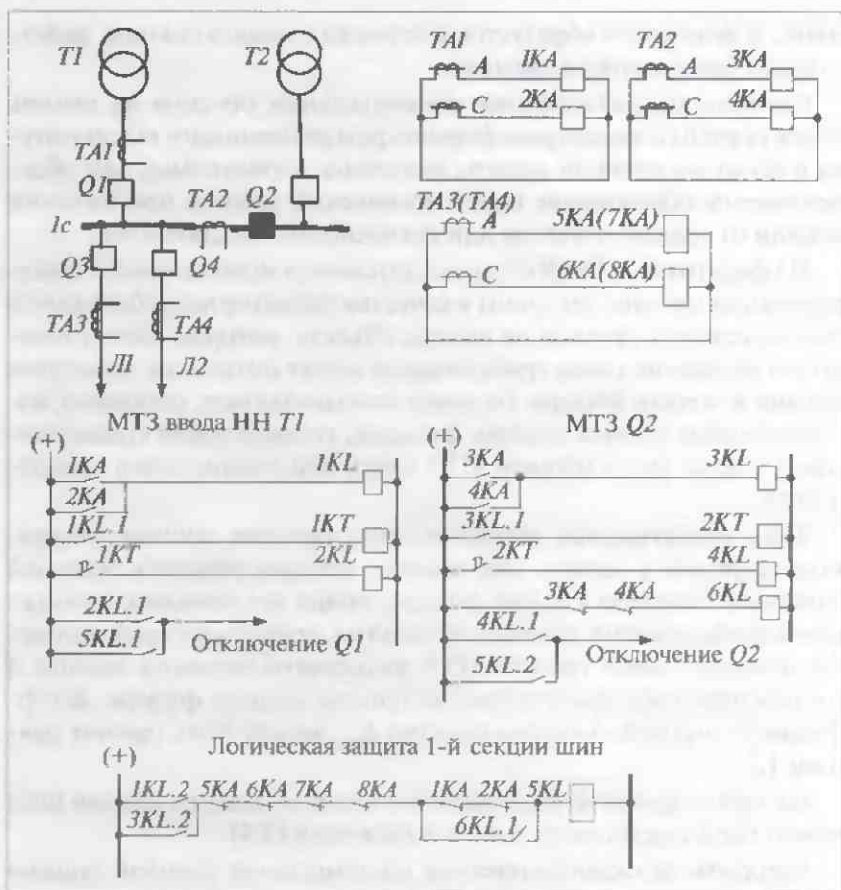 T1
T2
TA1
A
1KA
C
2KA
TA2
A
3KA
C
4KA
TA1
Q1
TA2
Q2
1с
Q3
Q4
TA3
TA4
Л1
Л2
TA3(TA4)
A
5KA(7KA)
C
6KA(8KA)
МТЗ ввода НН T1
(+)
1KA
1KL
2KA
1KL.1
1KT
1KT
2KL
2KL.1
5KL.1
Отключение Q1
МТЗ Q2
(+)
3KA
3KL
4KA
3KL.1
2KT
2KT
4KL
3KA
4KA
6KL
4KL.1
Отключение Q2
5KL.2
Логическая защита 1-й секции шин
(+)
1KL.2 5KA 6KA 7KA 8KA 1KA 2KA 5KL
3KL.2
6KL.1